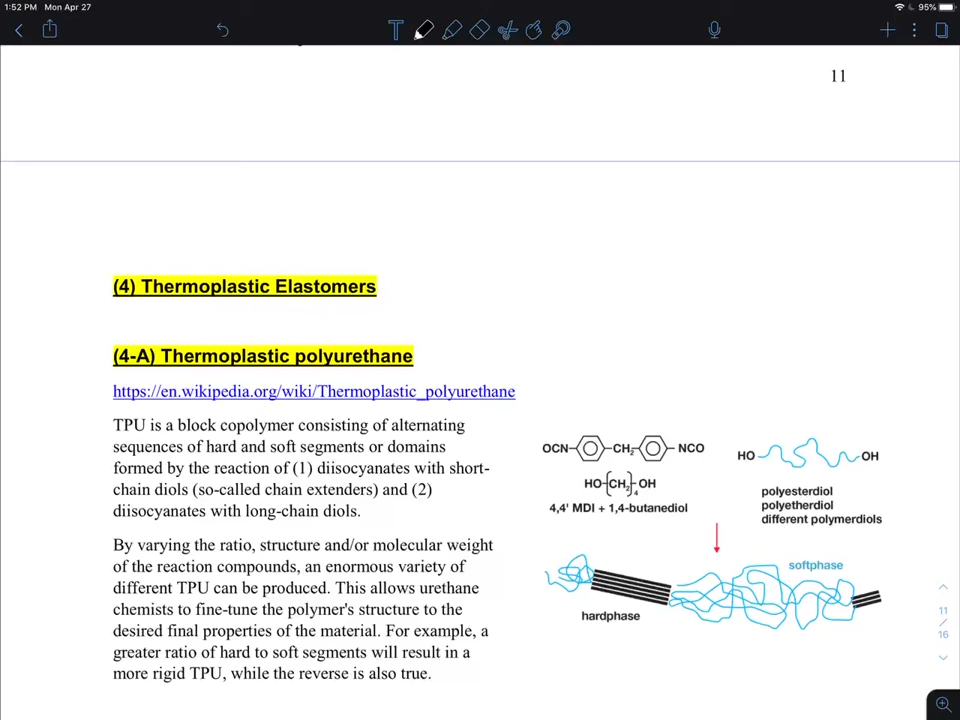 1:52 PM Mon Apr 27
95%
T
11
(4) Thermoplastic Elastomers
(4-A) Thermoplastic polyurethane
https://en.wikipedia.org/wiki/Thermoplastic_polyurethane
TPU is a block copolymer consisting of alternating
sequences of hard and soft segments or domains
formed by the reaction of (1) diisocyanates with short-
chain diols (so-called chain extenders) and (2)
diisocyanates with long-chain diols.
By varying the ratio, structure and/or molecular weight
of the reaction compounds, an enormous variety of
different TPU can be produced. This allows urethane
chemists to fine-tune the polymer's structure to the
desired final properties of the material. For example, a
greater ratio of hard to soft segments will result in a
more rigid TPU, while the reverse is also true.
OCN CH2 NCO
HO [CH2]4 OH
4,4' MDI + 1,4-butanediol
HO OH
polyesterdiol
polyetherdiol
different polymerdiols
softphase
hardphase
11
/
16